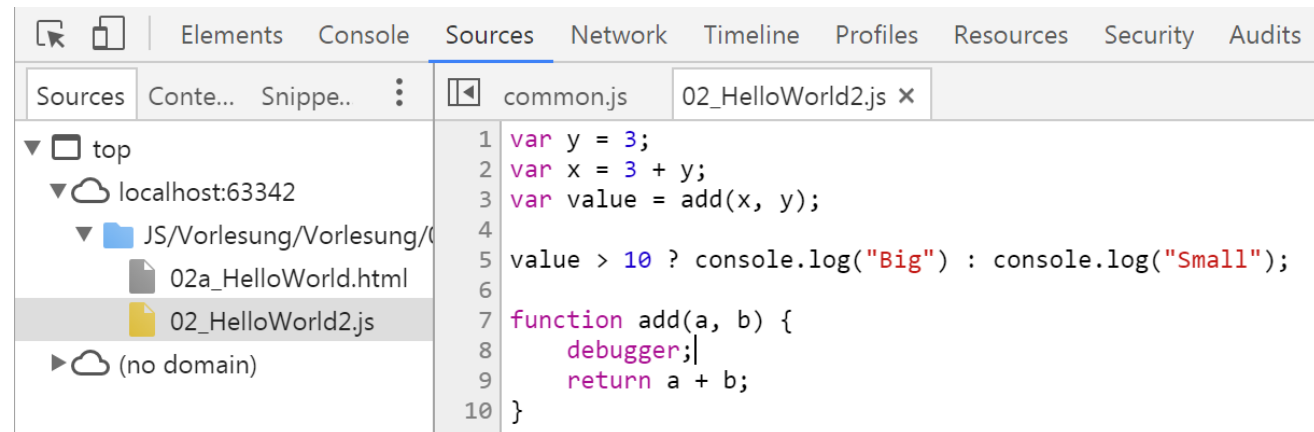 Elements Console Sources Network Timeline Profiles Resources Security Audits
Sources Conte... Snippe..
common.js 02_HelloWorld2.js ×
top
localhost:63342
JS/Vorlesung/Vorlesung/
02a_HelloWorld.html
02_HelloWorld2.js
(no domain)
1 var y = 3;
2 var x = 3 + y;
3 var value = add(x, y);
4
5 value > 10 ? console.log("Big") : console.log("Small");
6
7 function add(a, b) {
8 debugger;
9 return a + b;
10 }